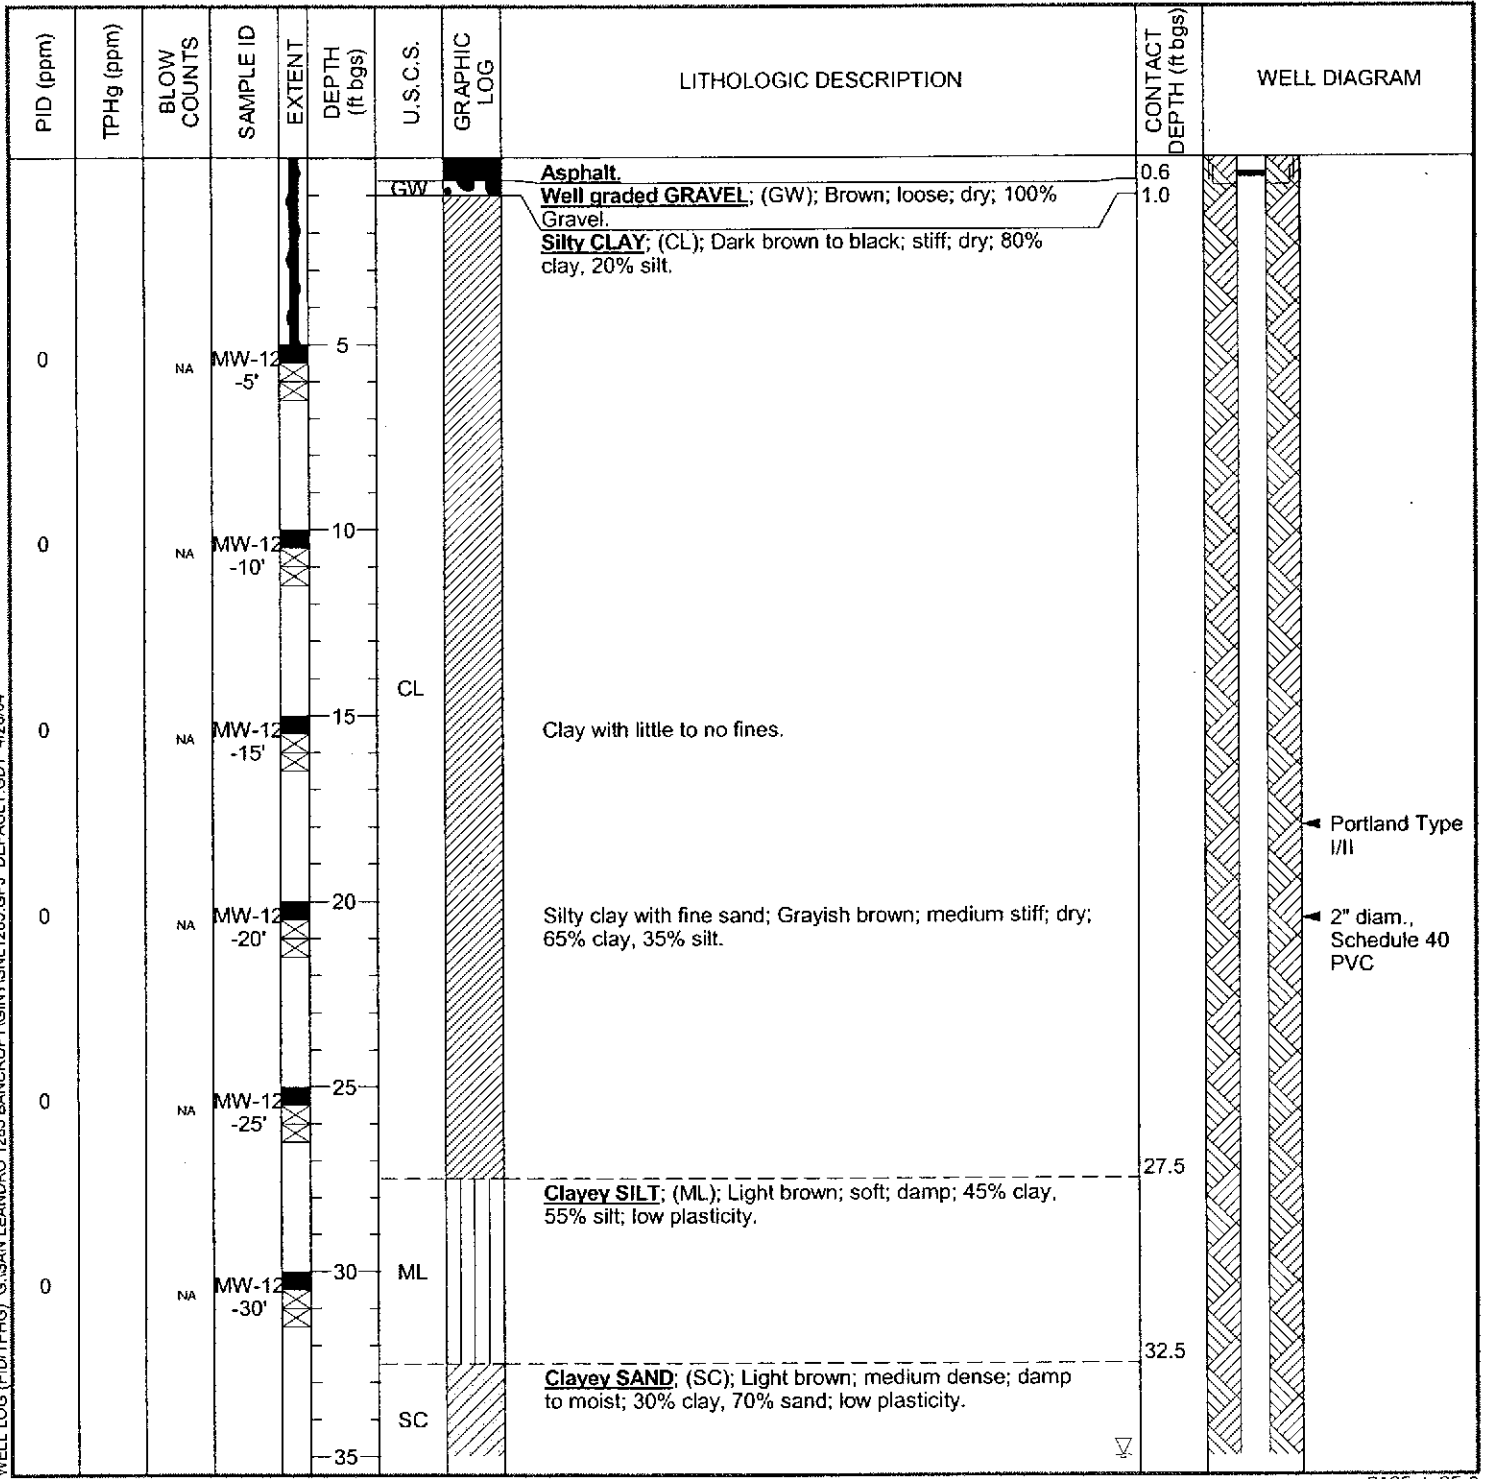 PID (ppm)
TPHg (ppm)
BLOW
COUNTS
SAMPLE ID
EXTENT
DEPTH
(ft bgs)
U.S.C.S.
GRAPHIC
LOG
LITHOLOGIC DESCRIPTION
CONTACT
DEPTH (ft bgs)
WELL DIAGRAM
Asphalt.
0.6
GW
Well graded GRAVEL; (GW); Brown; loose; dry; 100%
Gravel.
1.0
Silty CLAY; (CL); Dark brown to black; stiff; dry; 80%
clay, 20% silt.
5
0
NA
MW-12
-5'
10
0
NA
MW-12
-10'
CL
15
0
NA
MW-12
-15'
Clay with little to no fines.
Portland Type
I/II
20
0
NA
MW-12
-20'
Silty clay with fine sand; Grayish brown; medium stiff; dry;
65% clay, 35% silt.
2" diam.,
Schedule 40
PVC
25
0
NA
MW-12
-25'
27.5
Clayey SILT; (ML); Light brown; soft; damp; 45% clay,
55% silt; low plasticity.
30
ML
0
NA
MW-12
-30'
32.5
Clayey SAND; (SC); Light brown; medium dense; damp
to moist; 30% clay, 70% sand; low plasticity.
SC
35
WELL LOG (PID/TPHG)